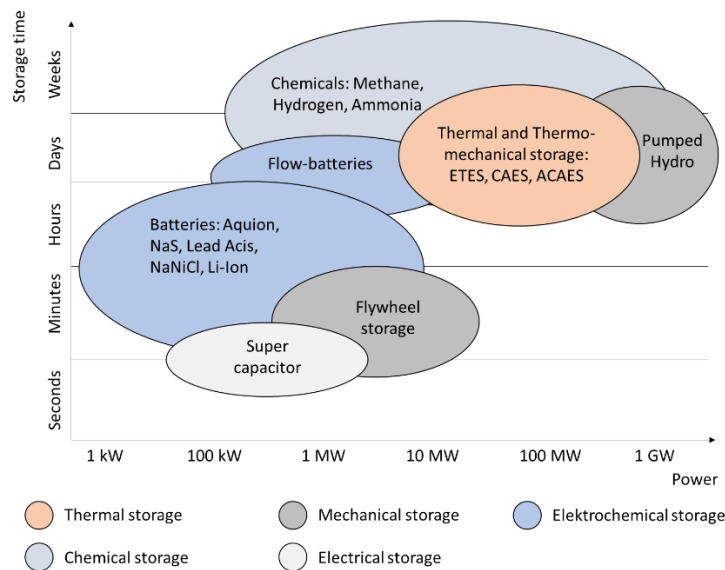 Storage time
Weeks
Days
Hours
Minutes
Seconds
Chemicals: Methane,
Hydrogen, Ammonia
Thermal and Thermo-
mechanical storage:
ETES, CAES, ACAES
Pumped
Hydro
Flow-batteries
Batteries: Aquion,
NaS, Lead Acis,
NaNiCl, Li-Ion
Flywheel
storage
Super
capacitor
1 kW 100 kW 1 MW 10 MW 100 MW 1 GW
Power
Thermal storage Mechanical storage Elektrochemical storage
Chemical storage Electrical storage